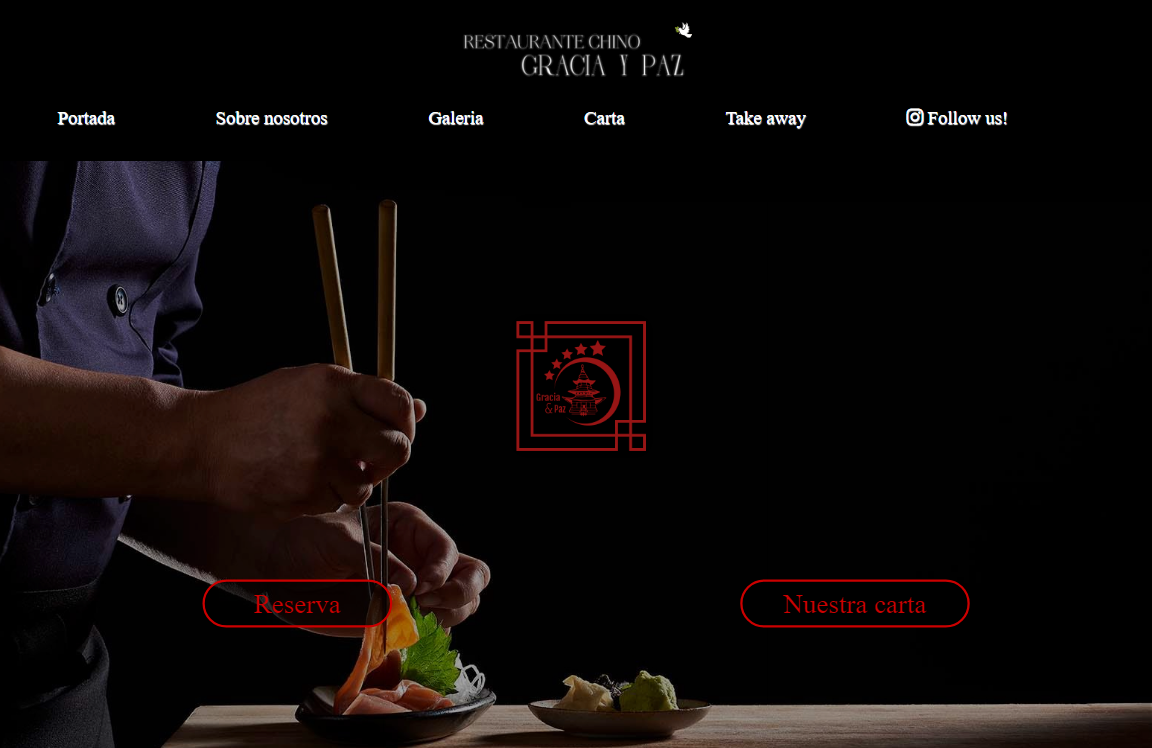 RESTAURANTE CHINO
GRACIA Y PAZ
Portada Sobre nosotros Galeria Carta Take away Follow us!
Gracia
& Paz
Reserva Nuestra carta